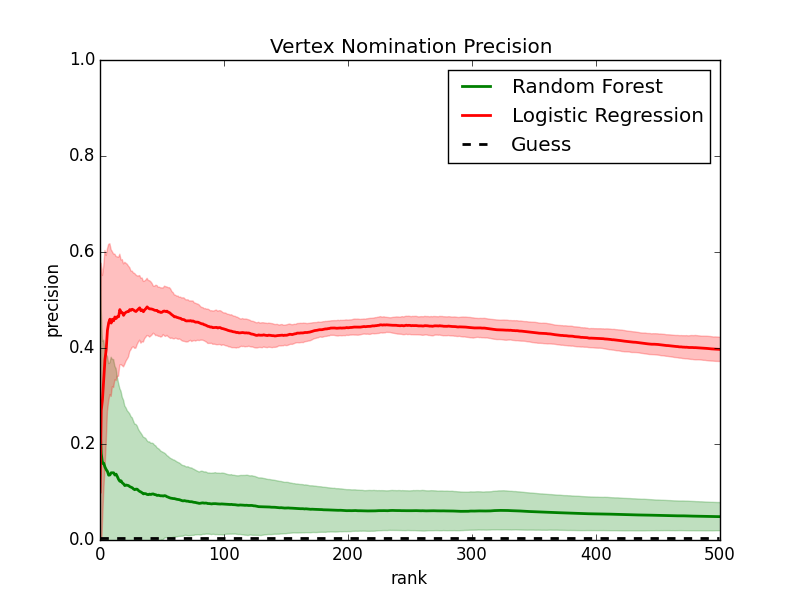 Vertex Nomination Precision
1.0
0.8
0.6
0.4
0.2
0.0
precision
Random Forest
Logistic Regression
Guess
0
100
200
300
400
500
rank